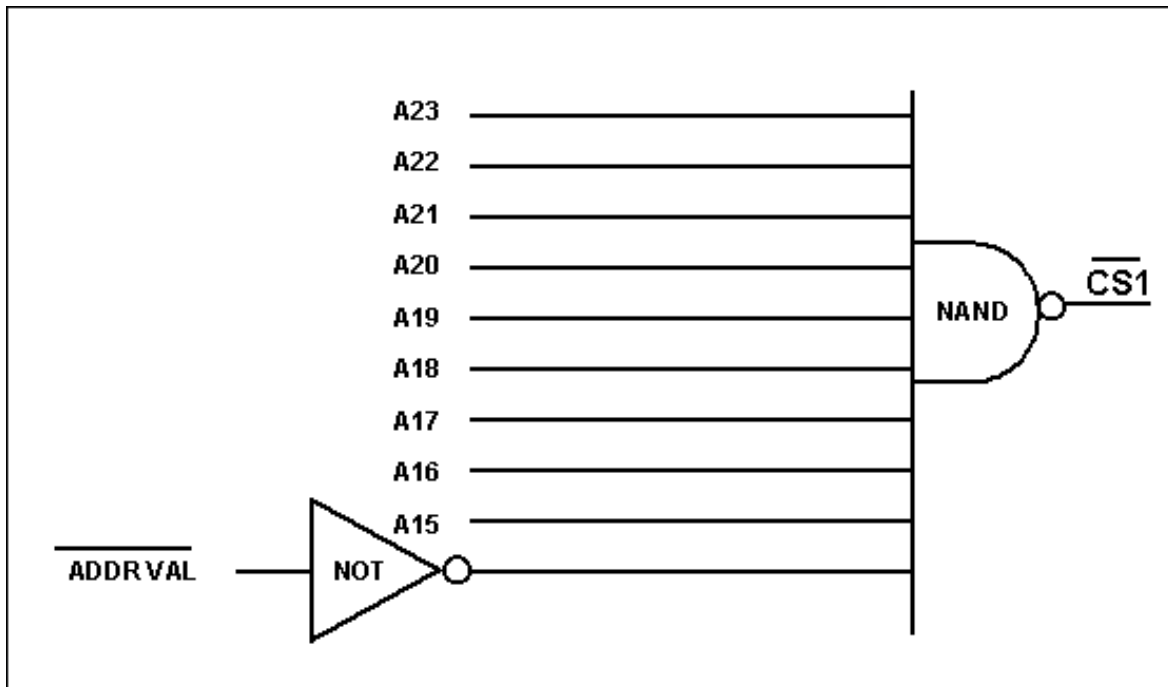 A23
A22
A21
A20
A19
A18
A17
A16
A15
NAND
CS1
ADDRVAL
NOT